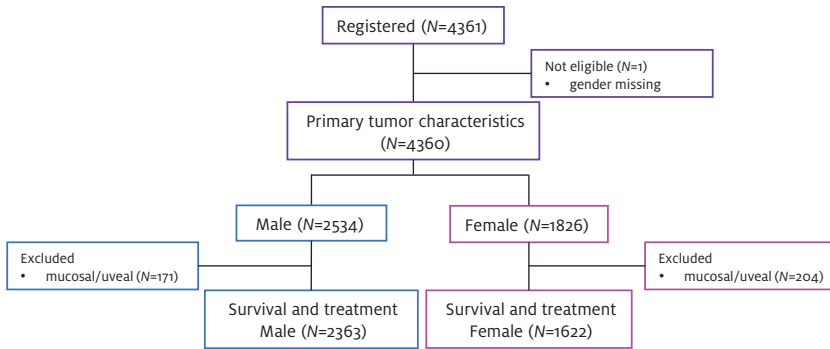 Registered (N=4361)
Not eligible (N=1)
• gender missing
Primary tumor characteristics
(N=4360)
Male (N=2534)
Female (N=1826)
Excluded
• mucosal/uveal (N=171)
Excluded
• mucosal/uveal (N=204)
Survival and treatment
Male (N=2363)
Survival and treatment
Female (N=1622)